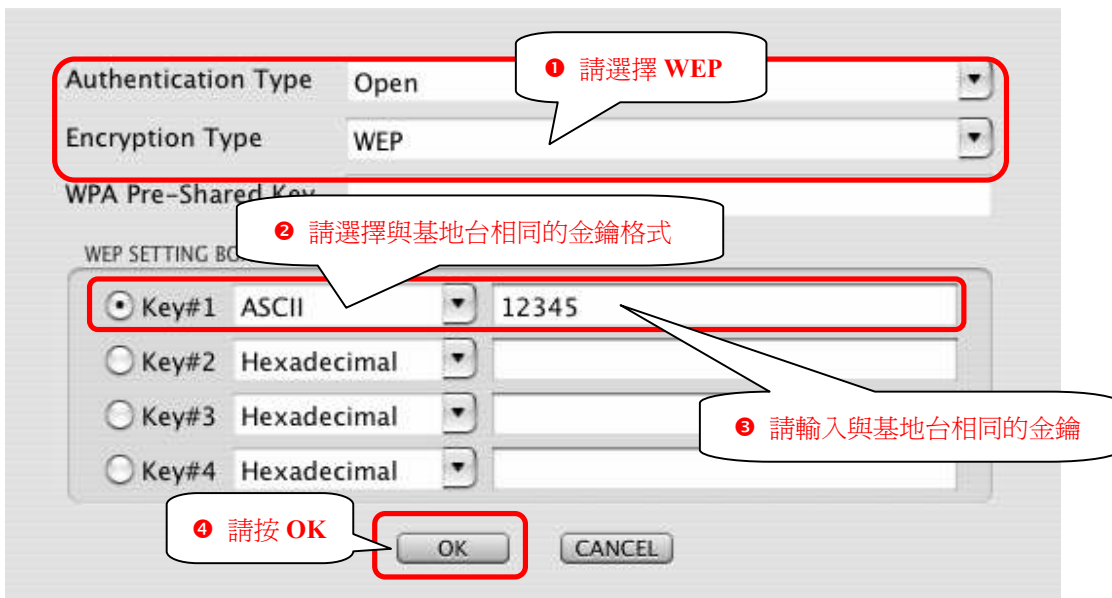 ❶ 請選擇 WEP
Authentication Type Open
Encryption Type WEP
WPA Pre-Shared Key
❷ 請選擇與基地台相同的金鑰格式
WEP SETTING
Key#1 ASCII 12345
Key#2 Hexadecimal
Key#3 Hexadecimal
❸ 請輸入與基地台相同的金鑰
Key#4 Hexadecimal
❹ 請按 OK
OK CANCEL